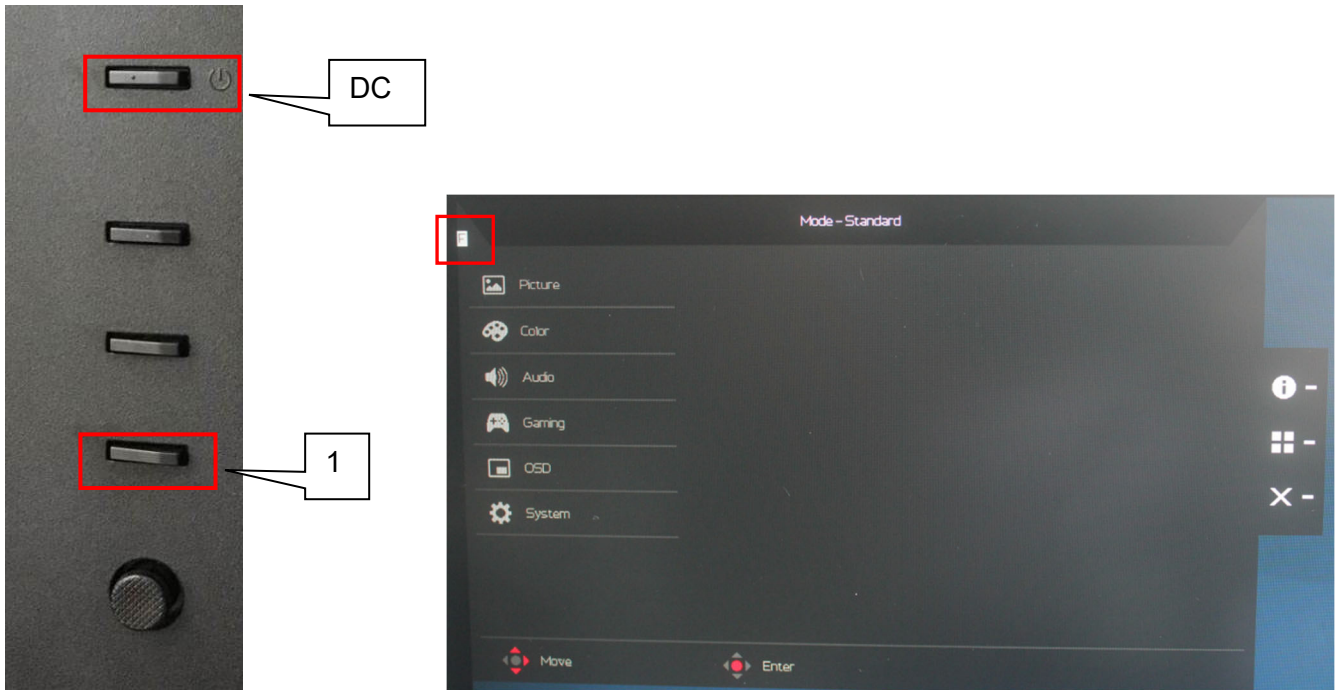 DC
1
Mode - Standard
F
Picture
Color
Audio
Gaming
OSD
System
Move
Enter